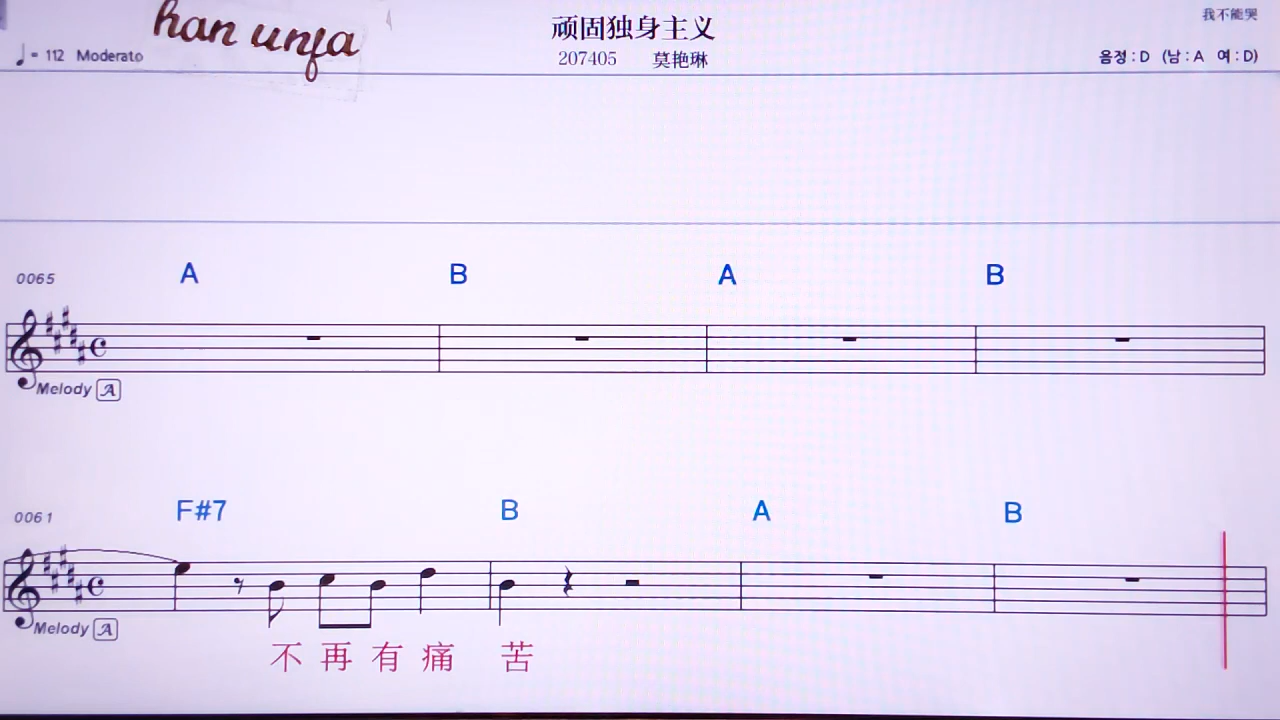 han unfa
顽固独身主义
我不能哭
♩= 112 Moderato
207405 莫艳琳
음정 : D (남 : A 여 : D)
0065 A B A B
Melody A
0061 F#7 B A B
Melody A
不 再 有 痛 苦